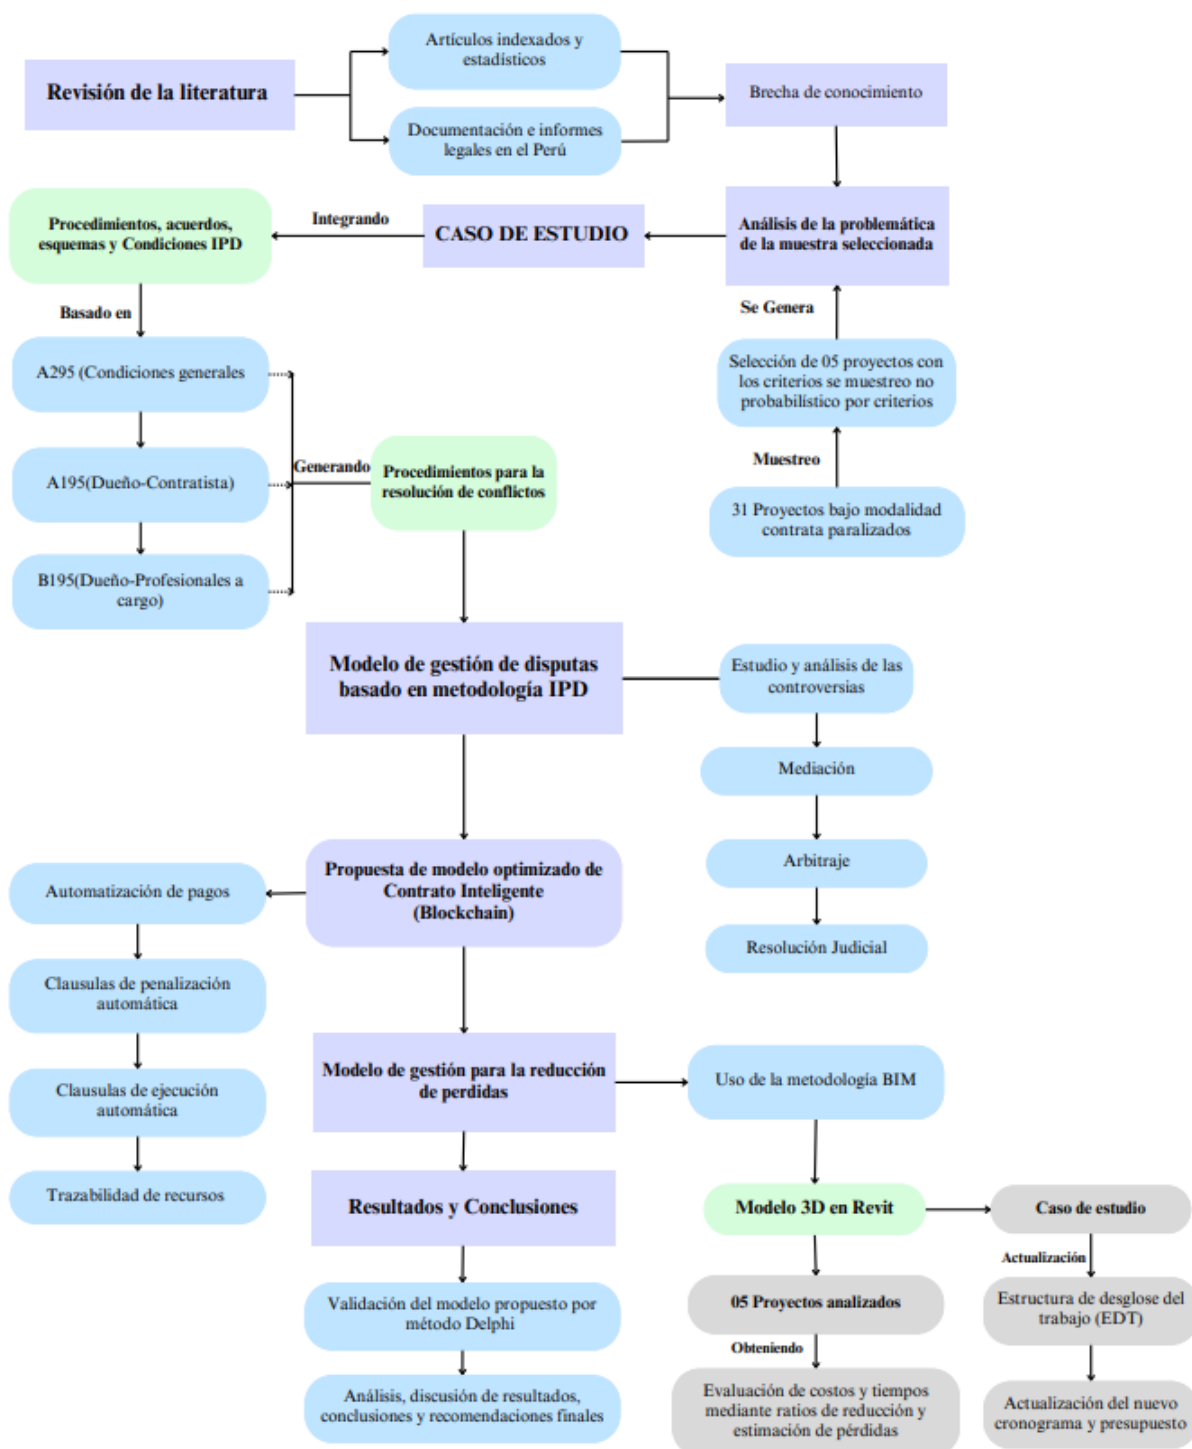 Artículos indexados y
estadísticos
Revisión de la literatura
Brecha de conocimiento
Documentación e informes
legales en el Perú
Procedimientos, acuerdos,
esquemas y Condiciones IPD
Integrando
CASO DE ESTUDIO
Análisis de la problemática
de la muestra seleccionada
Basado en
Se Genera
A295 (Condiciones generales
Selección de 05 proyectos con
los criterios se muestreo no
probabilístico por criterios
Muestreo
A195(Dueño-Contratista)
Generando
Procedimientos para la
resolución de conflictos
31 Proyectos bajo modalidad
contrata paralizados
B195(Dueño-Profesionales a
cargo)
Modelo de gestión de disputas
basado en metodología IPD
Estudio y análisis de las
controversias
Mediación
Arbitraje
Resolución Judicial
Propuesta de modelo optimizado de
Contrato Inteligente
(Blockchain)
Automatización de pagos
Clausulas de penalización
automática
Clausulas de ejecución
automática
Trazabilidad de recursos
Modelo de gestión para la reducción
de perdidas
Uso de la metodología BIM
Resultados y Conclusiones
Modelo 3D en Revit
Caso de estudio
Actualización
Validación del modelo propuesto por
método Delphi
05 Proyectos analizados
Estructura de desglose del
trabajo (EDT)
Obteniendo
Análisis, discusión de resultados,
conclusiones y recomendaciones finales
Evaluación de costos y tiempos
mediante ratios de reducción y
estimación de pérdidas
Actualización del nuevo
cronograma y presupuesto